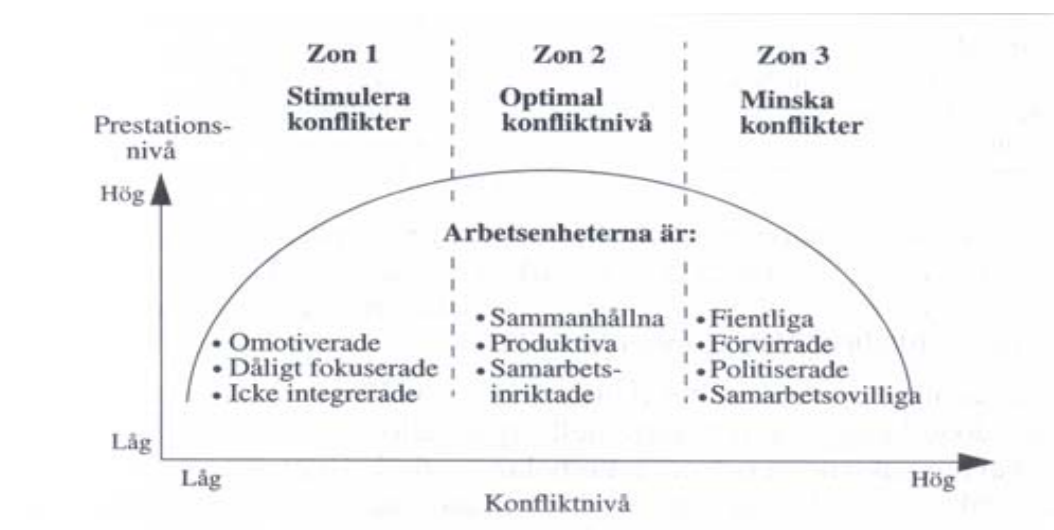 Zon 1
Stimulera
konflikter
Zon 2
Optimal
konfliktnivå
Zon 3
Minska
konflikter
Prestations-
nivå
Hög
Arbetsenheterna är:
• Omotiverade
• Dåligt fokuserade
• Icke integrerade
• Sammanhållna
• Produktiva
• Samarbets-
inriktade
• Fientliga
• Förvirrade
• Politiserade
• Samarbetsovilliga
Låg
Låg
Hög
Konfliktnivå